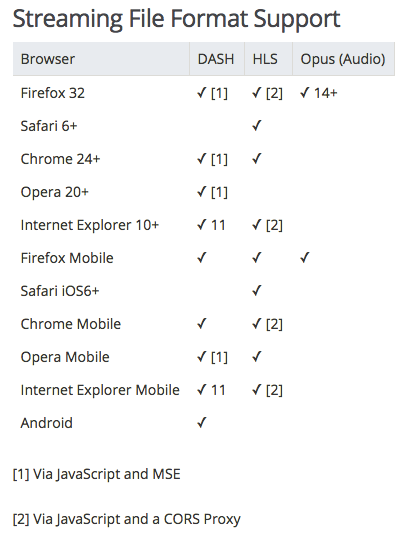 Streaming File Format Support
Browser DASH HLS Opus (Audio)
Firefox 32 ✓ [1] ✓ [2] ✓ 14+
Safari 6+ ✓
Chrome 24+ ✓ [1] ✓
Opera 20+ ✓ [1]
Internet Explorer 10+ ✓ 11 ✓ [2]
Firefox Mobile ✓ ✓ ✓
Safari iOS6+ ✓
Chrome Mobile ✓ ✓ [2]
Opera Mobile ✓ [1] ✓
Internet Explorer Mobile ✓ 11 ✓ [2]
Android ✓
[1] Via JavaScript and MSE
[2] Via JavaScript and a CORS Proxy